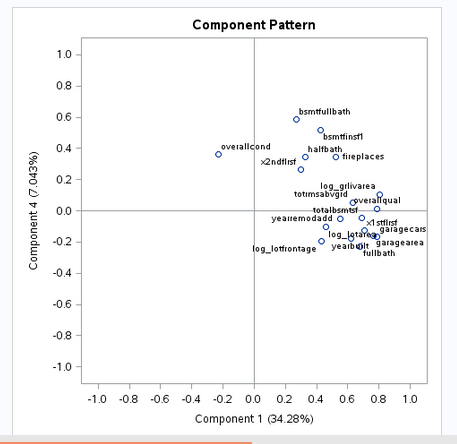 Component Pattern
1.0
0.8
0.6
0.4
0.2
0.0
-0.2
-0.4
-0.6
-0.8
-1.0
Component 4 (7.043%)
bsmtfullbath
bsmtfinsf1
overallcond
halfbath
fireplaces
x2ndflrsf
log_grlivarea
totrmsabvgrd
overallqual
totalbsmtsf
yearremodadd
x1stflrsf
garagecars
log_lotarea
garagearea
log_lotfrontage
yearbuilt
fullbath
-1.0 -0.8 -0.6 -0.4 -0.2 0.0 0.2 0.4 0.6 0.8 1.0
Component 1 (34.28%)